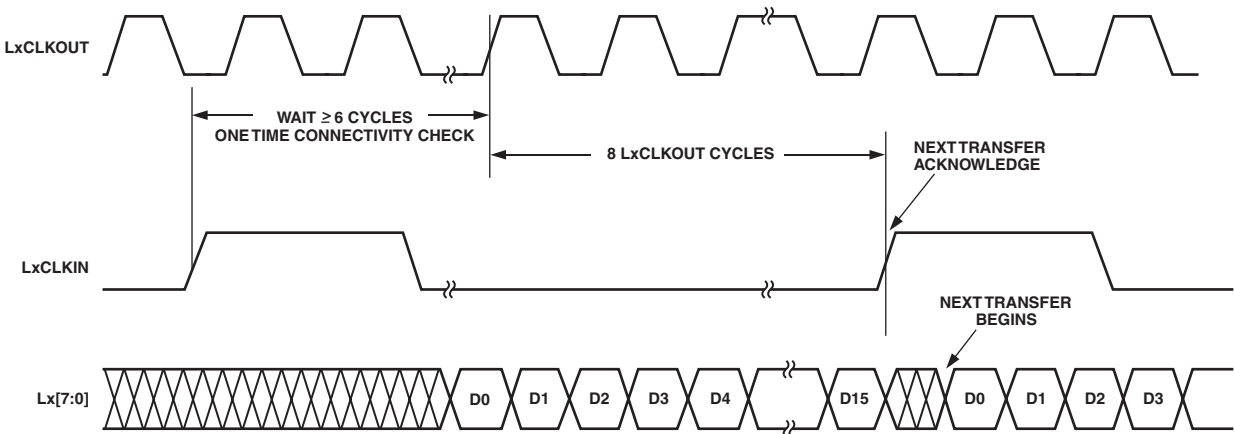 LxCLKOUT
WAIT ≥ 6 CYCLES
ONE TIME CONNECTIVITY CHECK
8 LxCLKOUT CYCLES
NEXT TRANSFER
ACKNOWLEDGE
LxCLKIN
NEXT TRANSFER
BEGINS
Lx[7:0]
D0 D1 D2 D3 D4 D15 D0 D1 D2 D3